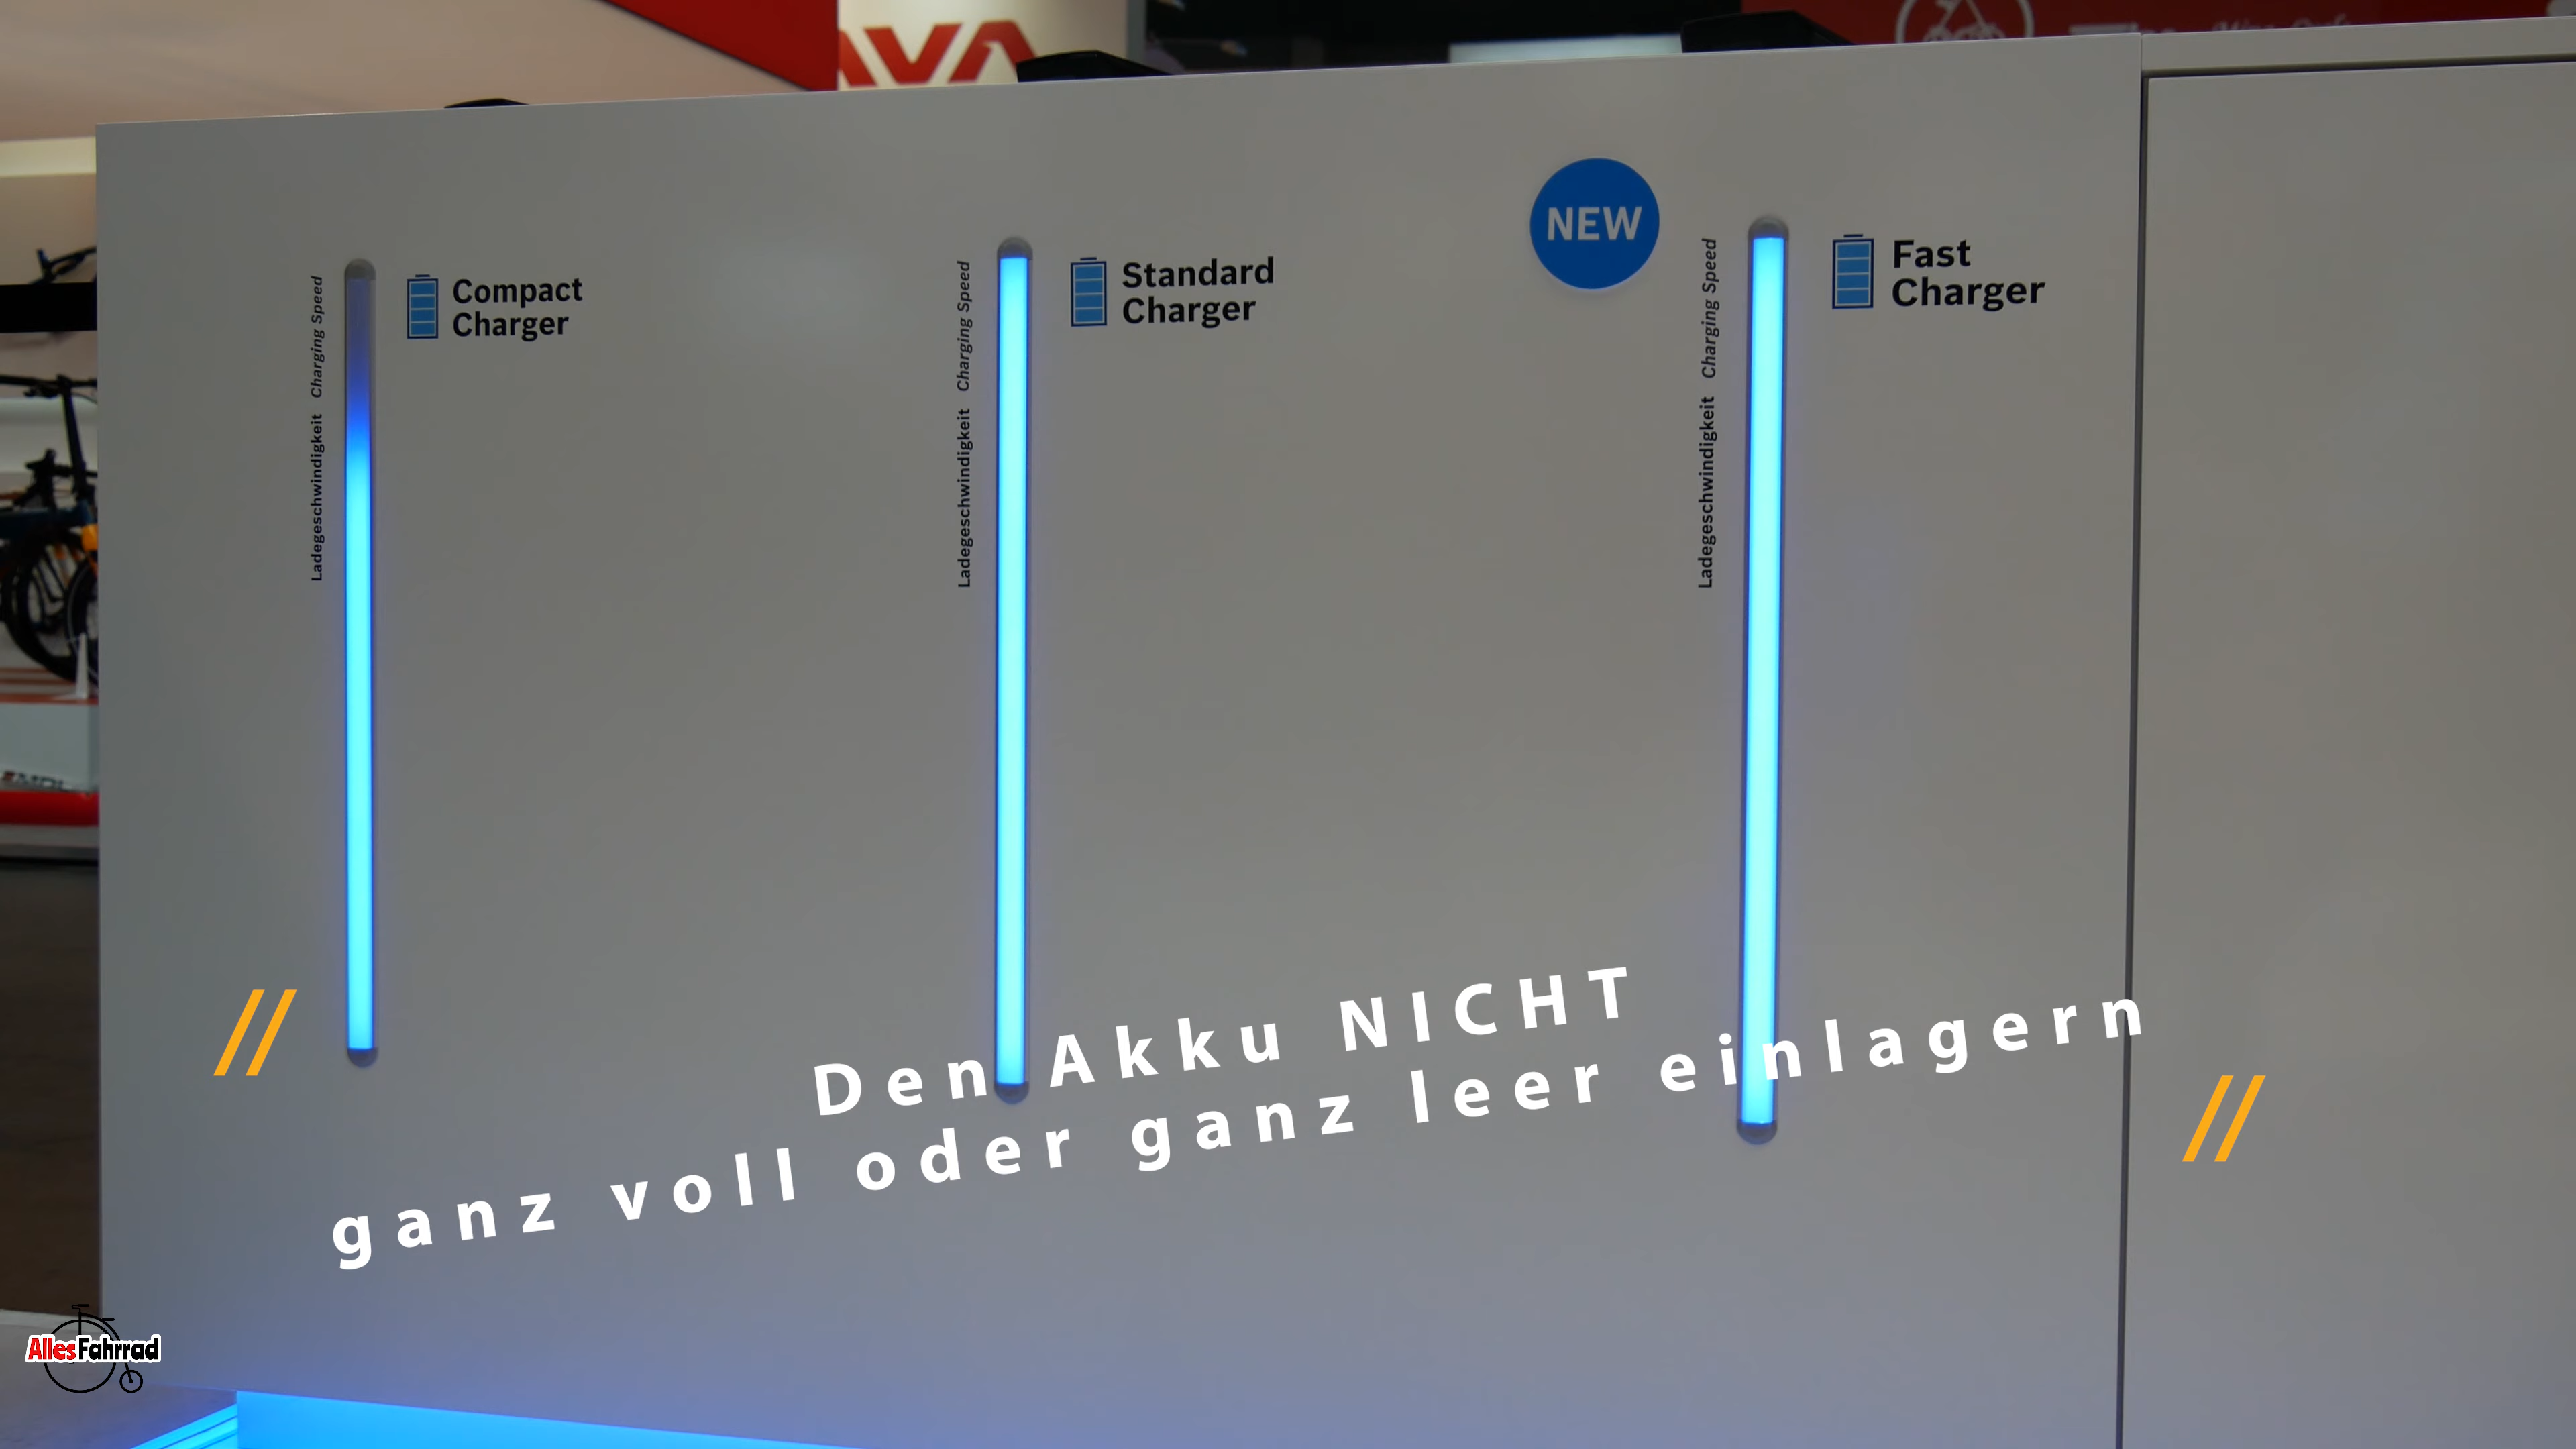 Ladegeschwindigkeit Charging Speed
Compact
Charger
Ladegeschwindigkeit Charging Speed
Standard
Charger
NEW
Ladegeschwindigkeit Charging Speed
Fast
Charger
// Den Akku NICHT
ganz voll oder ganz leer einlagern //
AllesFahrrad